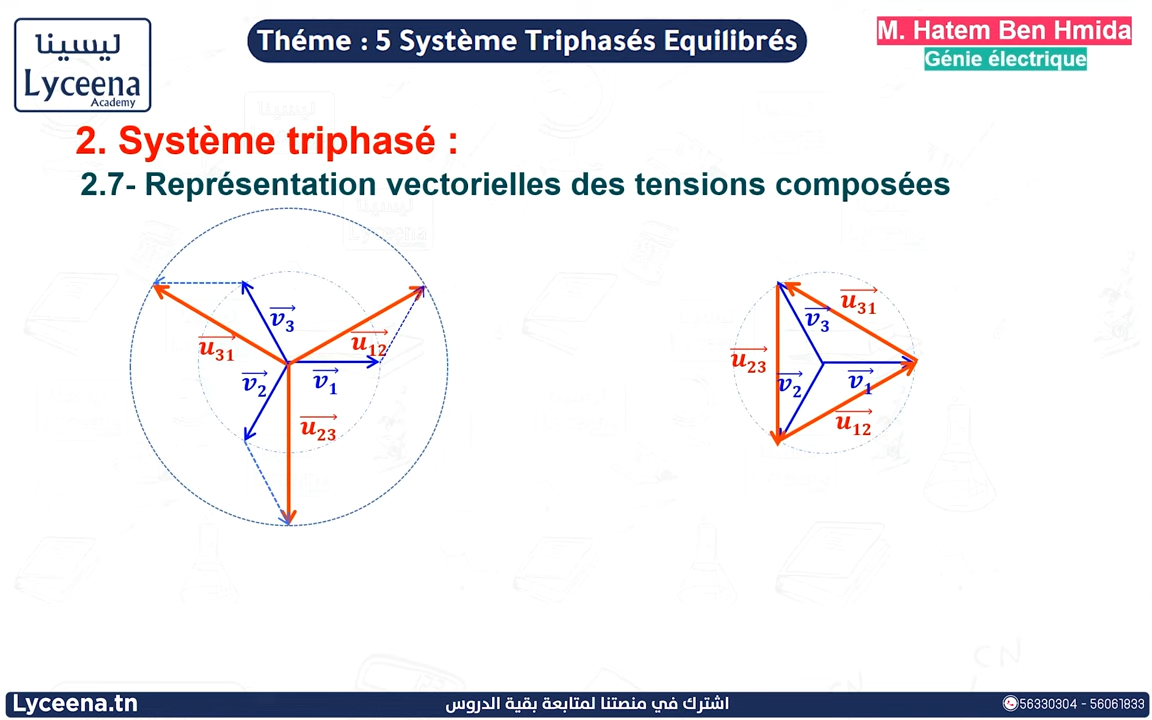 ليسينا
Lyceena
Academy
Théme : 5 Système Triphasés Equilibrés
M. Hatem Ben Hmida
Génie électrique
2. Système triphasé :
2.7- Représentation vectorielles des tensions composées
v₃
u₃₁
u₁₂
v₂
v₁
u₂₃
u₃₁
v₃
u₂₃
v₂
v₁
u₁₂
Lyceena.tn
اشترك في منصتنا لمتابعة بقية الدروس
56330304 - 56061833